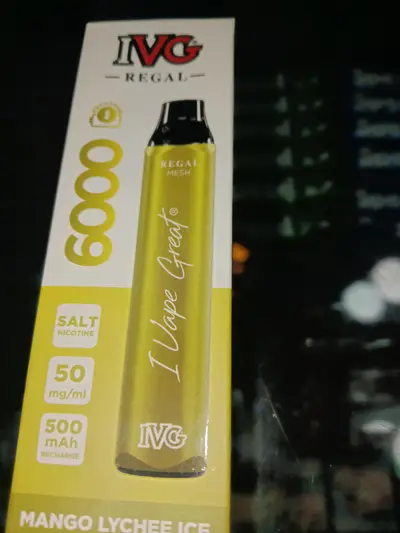 IVG
REGAL
6000
REGAL
MESH
I Vape Great®
SALT
NICOTINE
50
mg/ml
500
mAh
RECHARGE
IVG
MANGO LYCHEE ICE